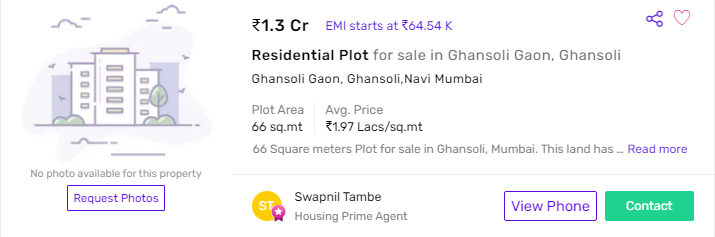 ₹1.3 Cr EMI starts at ₹64.54 K
Residential Plot for sale in Ghansoli Gaon, Ghansoli
Ghansoli Gaon, Ghansoli,Navi Mumbai
Plot Area Avg. Price
66 sq.mt ₹1.97 Lacs/sq.mt
66 Square meters Plot for sale in Ghansoli, Mumbai. This land has ... Read more
No photo available for this property
Request Photos
ST Swapnil Tambe
Housing Prime Agent
View Phone
Contact